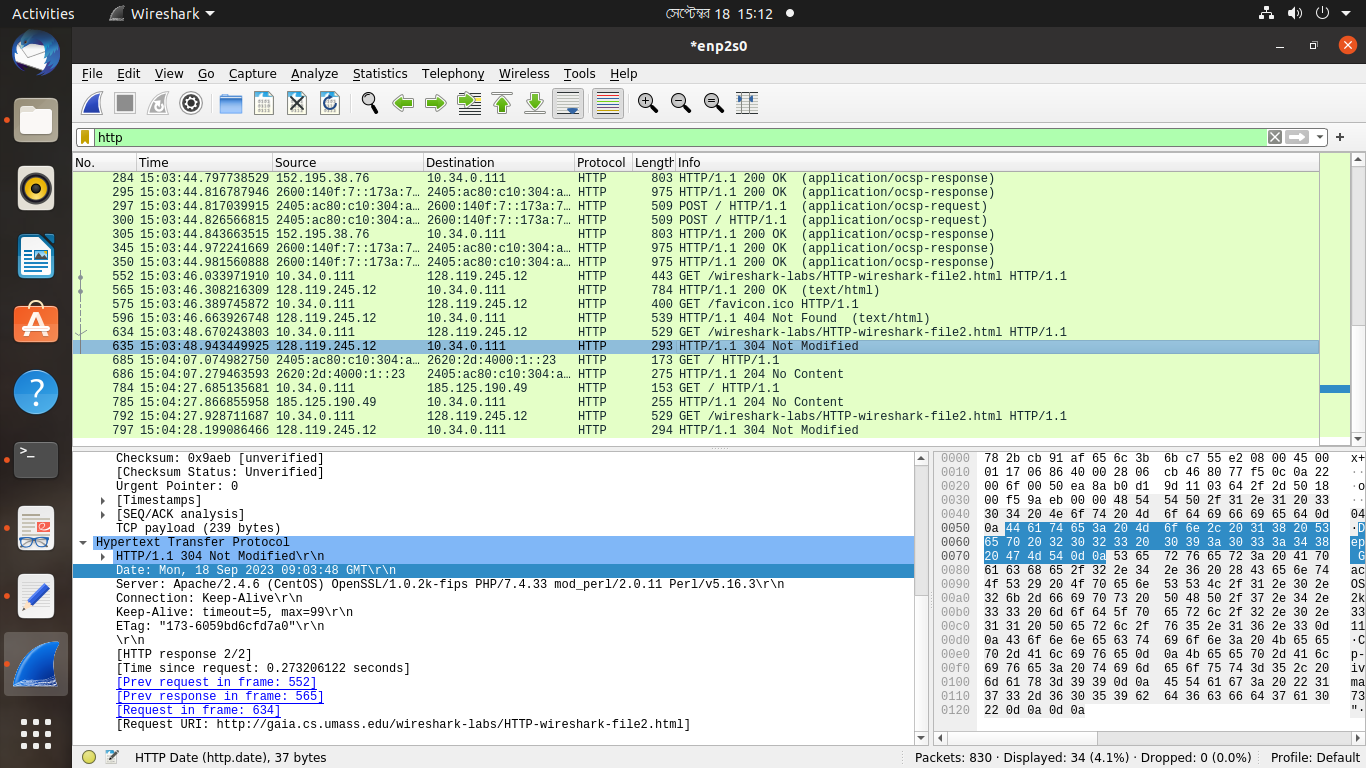 Activities Wireshark সেপ্টেম্বর 18 15:12
*enp2s0
File Edit View Go Capture Analyze Statistics Telephony Wireless Tools Help
http
No. Time Source Destination Protocol Length Info
284 15:03:44.797738529 152.195.38.76 10.34.0.111 HTTP 803 HTTP/1.1 200 OK (application/ocsp-response)
295 15:03:44.816787946 2600:140f:7::173a:7… 2405:ac80:c10:304:a… HTTP 975 HTTP/1.1 200 OK (application/ocsp-response)
297 15:03:44.817039915 2405:ac80:c10:304:a… 2600:140f:7::173a:7… HTTP 509 POST / HTTP/1.1 (application/ocsp-request)
300 15:03:44.826566815 2405:ac80:c10:304:a… 2600:140f:7::173a:7… HTTP 509 POST / HTTP/1.1 (application/ocsp-request)
305 15:03:44.843663515 152.195.38.76 10.34.0.111 HTTP 803 HTTP/1.1 200 OK (application/ocsp-response)
345 15:03:44.972241669 2600:140f:7::173a:7… 2405:ac80:c10:304:a… HTTP 975 HTTP/1.1 200 OK (application/ocsp-response)
350 15:03:44.981560888 2600:140f:7::173a:7… 2405:ac80:c10:304:a… HTTP 975 HTTP/1.1 200 OK (application/ocsp-response)
552 15:03:46.033971910 10.34.0.111 128.119.245.12 HTTP 443 GET /wireshark-labs/HTTP-wireshark-file2.html HTTP/1.1
565 15:03:46.308216309 128.119.245.12 10.34.0.111 HTTP 784 HTTP/1.1 200 OK (text/html)
575 15:03:46.389745872 10.34.0.111 128.119.245.12 HTTP 400 GET /favicon.ico HTTP/1.1
596 15:03:46.663926748 128.119.245.12 10.34.0.111 HTTP 539 HTTP/1.1 404 Not Found (text/html)
634 15:03:48.670243803 10.34.0.111 128.119.245.12 HTTP 529 GET /wireshark-labs/HTTP-wireshark-file2.html HTTP/1.1
635 15:03:48.943449925 128.119.245.12 10.34.0.111 HTTP 293 HTTP/1.1 304 Not Modified
685 15:04:07.074982750 2405:ac80:c10:304:a… 2620:2d:4000:1::23 HTTP 173 GET / HTTP/1.1
686 15:04:07.279463593 2620:2d:4000:1::23 2405:ac80:c10:304:a… HTTP 275 HTTP/1.1 204 No Content
784 15:04:27.685135681 10.34.0.111 185.125.190.49 HTTP 153 GET / HTTP/1.1
785 15:04:27.866855958 185.125.190.49 10.34.0.111 HTTP 255 HTTP/1.1 204 No Content
792 15:04:27.928711687 10.34.0.111 128.119.245.12 HTTP 529 GET /wireshark-labs/HTTP-wireshark-file2.html HTTP/1.1
797 15:04:28.199086466 128.119.245.12 10.34.0.111 HTTP 294 HTTP/1.1 304 Not Modified
Checksum: 0x9aeb [unverified]
[Checksum Status: Unverified]
Urgent Pointer: 0
[Timestamps]
[SEQ/ACK analysis]
TCP payload (239 bytes)
Hypertext Transfer Protocol
HTTP/1.1 304 Not Modified\r\n
Date: Mon, 18 Sep 2023 09:03:48 GMT\r\n
Server: Apache/2.4.6 (CentOS) OpenSSL/1.0.2k-fips PHP/7.4.33 mod_perl/2.0.11 Perl/v5.16.3\r\n
Connection: Keep-Alive\r\n
Keep-Alive: timeout=5, max=99\r\n
ETag: "173-6059bd6cfd7a0"\r\n
\r\n
[HTTP response 2/2]
[Time since request: 0.273206122 seconds]
[Prev request in frame: 552]
[Prev response in frame: 565]
[Request in frame: 634]
[Request URI: http://gaia.cs.umass.edu/wireshark-labs/HTTP-wireshark-file2.html]
0000 78 2b cb 91 af 65 6c 3b 6b c7 55 e2 08 00 45 00 x+
0010 01 17 06 86 40 00 28 06 cb 46 80 77 f5 0c 0a 22
0020 00 6f 00 50 ea 8a b0 d1 9d 11 03 64 2f 2d 50 18 ·o
0030 00 f5 9a eb 00 00 48 54 54 50 2f 31 2e 31 20 33
0040 30 34 20 4e 6f 74 20 4d 6f 64 69 66 69 65 64 0d 04
0050 0a 44 61 74 65 3a 20 4d 6f 6e 2c 20 31 38 20 53 ·D
0060 65 70 20 32 30 32 33 20 30 39 3a 30 33 3a 34 38 ep
0070 20 47 4d 54 0d 0a 53 65 72 76 65 72 3a 20 41 70 G
0080 61 63 68 65 2f 32 2e 34 2e 36 20 28 43 65 6e 74 ac
0090 4f 53 29 20 4f 70 65 6e 53 53 4c 2f 31 2e 30 2e OS
00a0 32 6b 2d 66 69 70 73 20 50 48 50 2f 37 2e 34 2e 2k
00b0 33 33 20 6d 6f 64 5f 70 65 72 6c 2f 32 2e 30 2e 33
00c0 31 31 20 50 65 72 6c 2f 76 35 2e 31 36 2e 33 0d 11
00d0 0a 43 6f 6e 6e 65 63 74 69 6f 6e 3a 20 4b 65 65 ·C
00e0 70 2d 41 6c 69 76 65 0d 0a 4b 65 65 70 2d 41 6c p-
00f0 69 76 65 3a 20 74 69 6d 65 6f 75 74 3d 35 2c 20 iv
0100 6d 61 78 3d 39 39 0d 0a 45 54 61 67 3a 20 22 31 ma
0110 37 33 2d 36 30 35 39 62 64 36 63 66 64 37 61 30 73
0120 22 0d 0a 0d 0a "·
HTTP Date (http.date), 37 bytes Packets: 830 · Displayed: 34 (4.1%) · Dropped: 0 (0.0%) Profile: Default